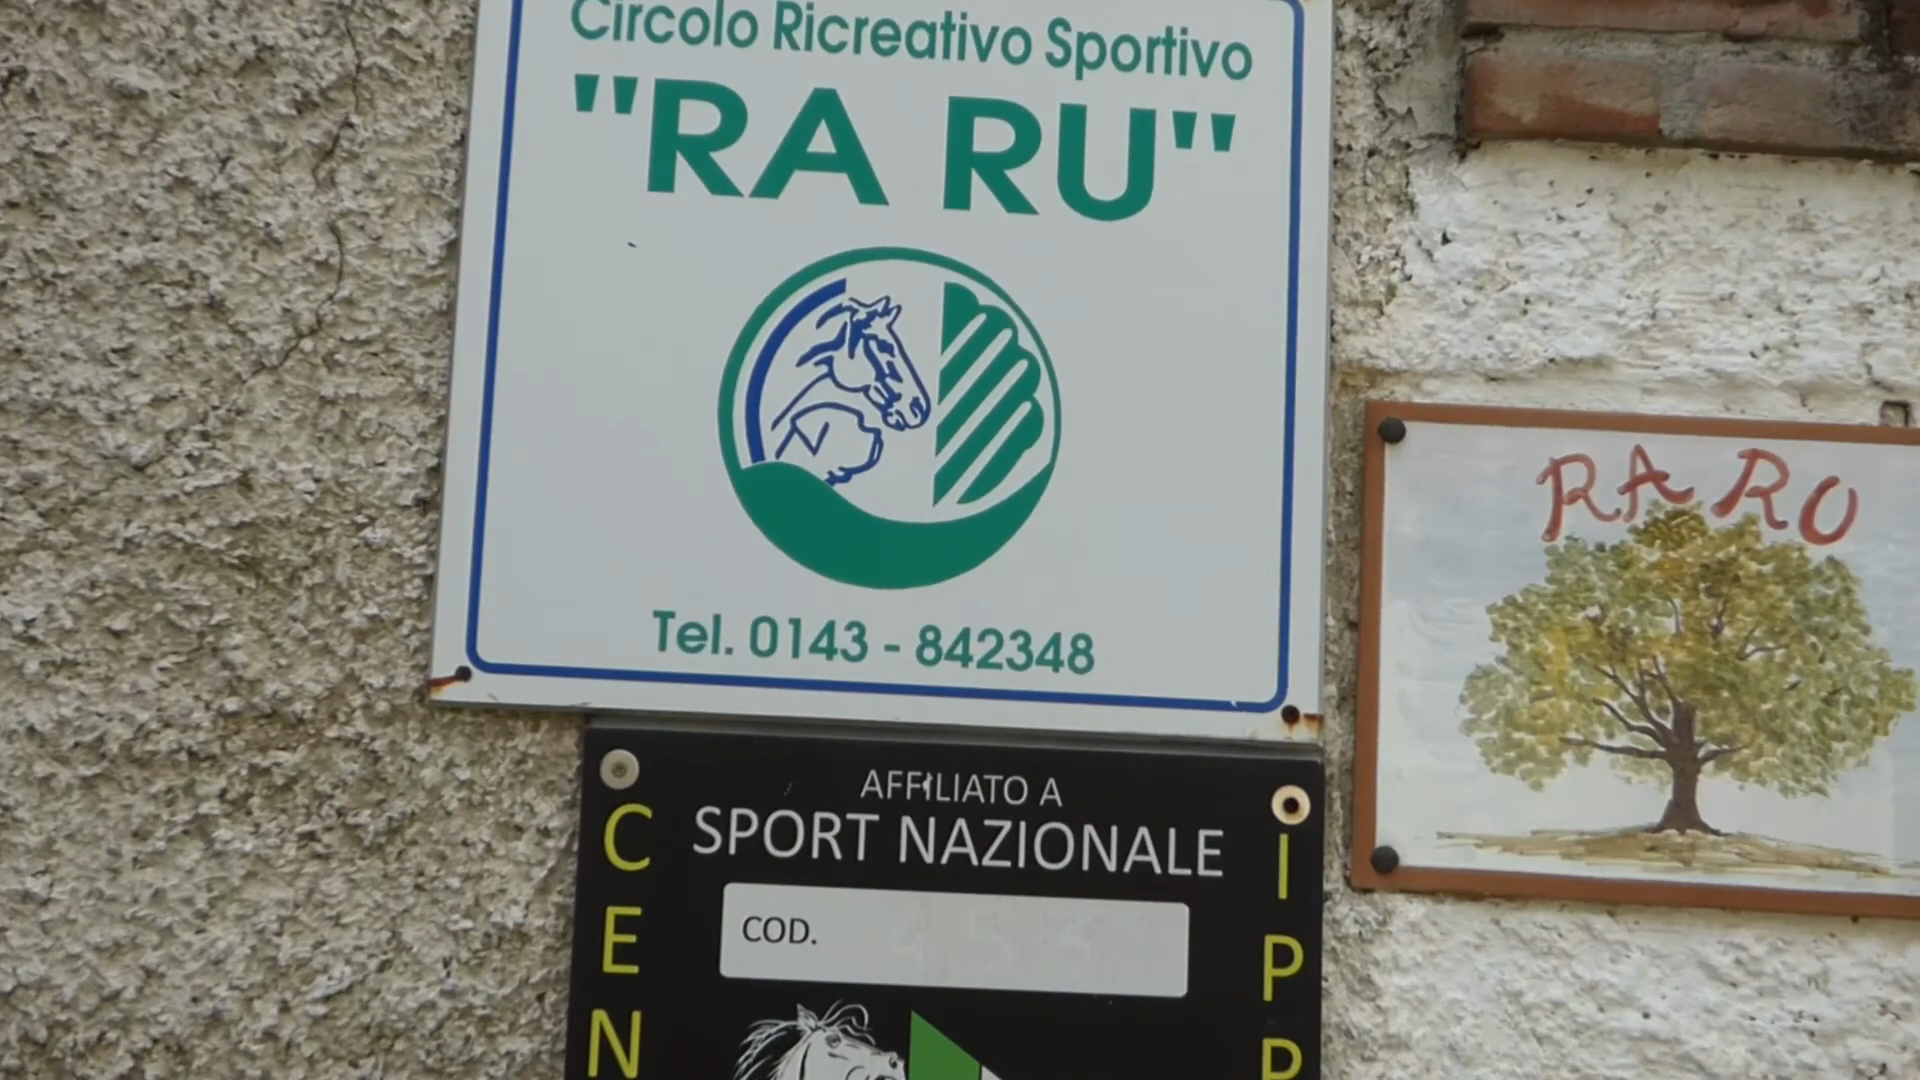 Circolo Ricreativo Sportivo
"RA RU"
Tel. 0143 - 842348
RA RU
AFFILIATO A
SPORT NAZIONALE
COD.
C
E
N
I
P
P